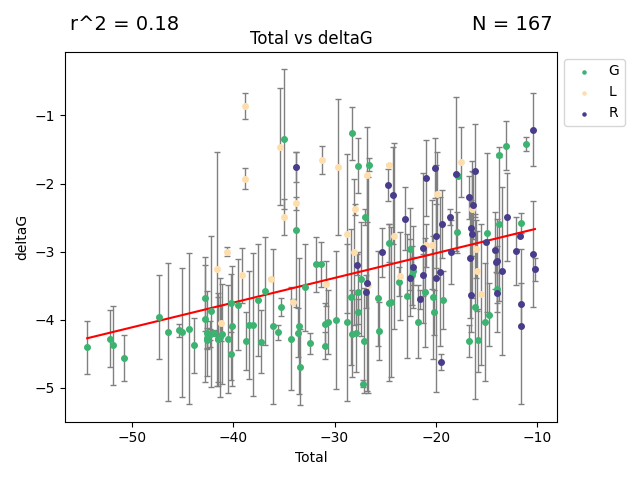 r^2 = 0.18
N = 167
Total vs deltaG
G
L
R
deltaG
−1
−2
−3
−4
−5
−50
−40
−30
−20
−10
Total